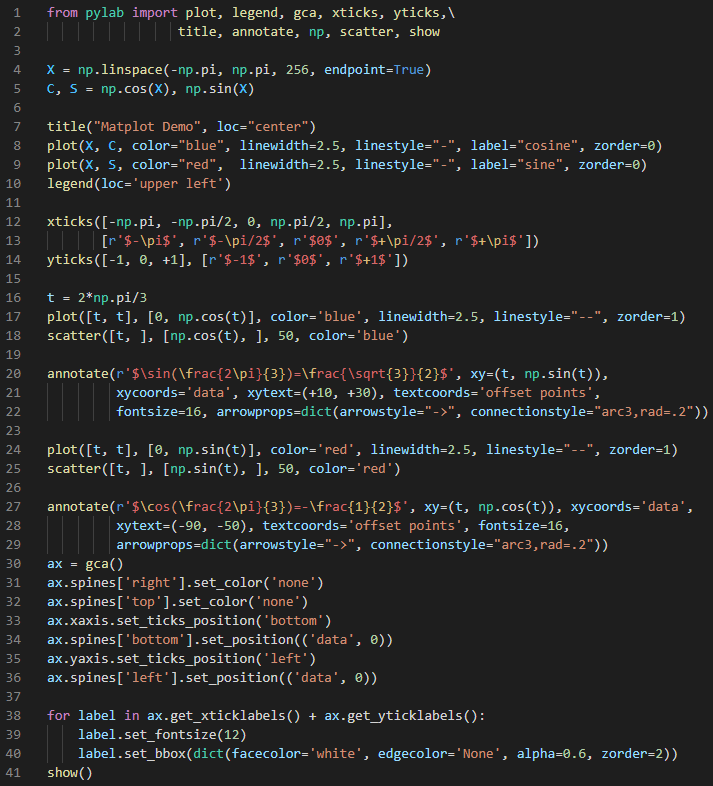 1 from pylab import plot, legend, gca, xticks, yticks,\
2                  title, annotate, np, scatter, show
3
4 X = np.linspace(-np.pi, np.pi, 256, endpoint=True)
5 C, S = np.cos(X), np.sin(X)
6
7 title("Matplot Demo", loc="center")
8 plot(X, C, color="blue", linewidth=2.5, linestyle="-", label="cosine", zorder=0)
9 plot(X, S, color="red",  linewidth=2.5, linestyle="-", label="sine", zorder=0)
10 legend(loc='upper left')
11
12 xticks([-np.pi, -np.pi/2, 0, np.pi/2, np.pi],
13        [r'$-\pi$', r'$-\pi/2$', r'$0$', r'$+\pi/2$', r'$+\pi$'])
14 yticks([-1, 0, +1], [r'$-1$', r'$0$', r'$+1$'])
15
16 t = 2*np.pi/3
17 plot([t, t], [0, np.cos(t)], color='blue', linewidth=2.5, linestyle="--", zorder=1)
18 scatter([t, ], [np.cos(t), ], 50, color='blue')
19
20 annotate(r'$\sin(\frac{2\pi}{3})=\frac{\sqrt{3}}{2}$', xy=(t, np.sin(t)),
21          xycoords='data', xytext=(+10, +30), textcoords='offset points',
22          fontsize=16, arrowprops=dict(arrowstyle="->", connectionstyle="arc3,rad=.2"))
23
24 plot([t, t], [0, np.sin(t)], color='red', linewidth=2.5, linestyle="--", zorder=1)
25 scatter([t, ], [np.sin(t), ], 50, color='red')
26
27 annotate(r'$\cos(\frac{2\pi}{3})=-\frac{1}{2}$', xy=(t, np.cos(t)), xycoords='data',
28          xytext=(-90, -50), textcoords='offset points', fontsize=16,
29          arrowprops=dict(arrowstyle="->", connectionstyle="arc3,rad=.2"))
30 ax = gca()
31 ax.spines['right'].set_color('none')
32 ax.spines['top'].set_color('none')
33 ax.xaxis.set_ticks_position('bottom')
34 ax.spines['bottom'].set_position(('data', 0))
35 ax.yaxis.set_ticks_position('left')
36 ax.spines['left'].set_position(('data', 0))
37
38 for label in ax.get_xticklabels() + ax.get_yticklabels():
39     label.set_fontsize(12)
40     label.set_bbox(dict(facecolor='white', edgecolor='None', alpha=0.6, zorder=2))
41 show()